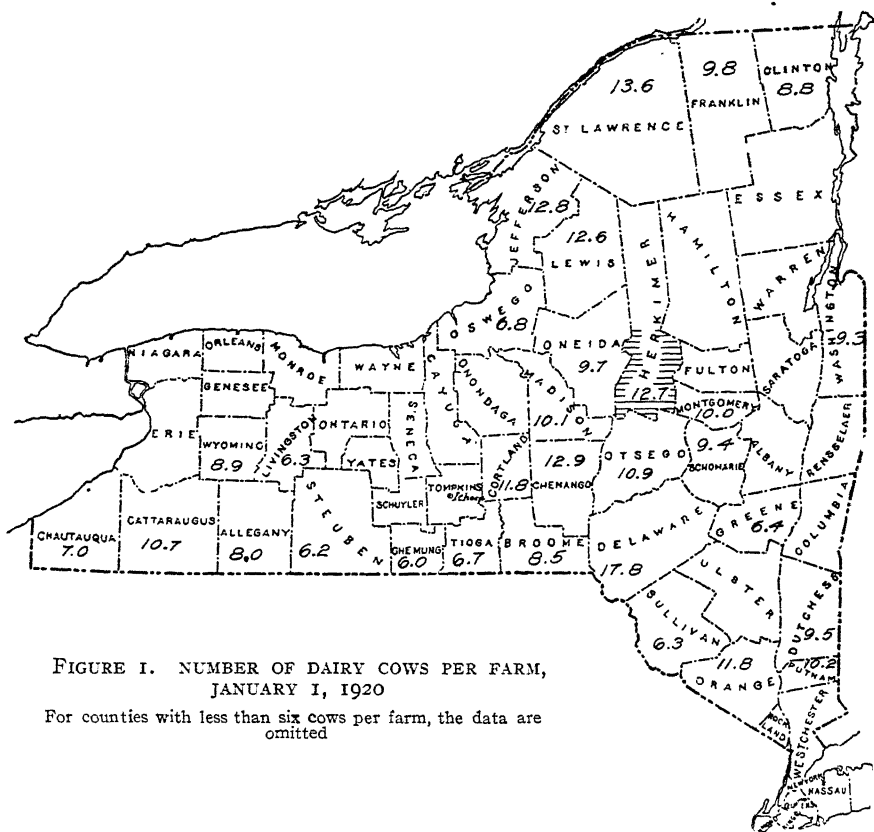 9.8
CLINTON
8.8
13.6
FRANKLIN
ST LAWRENCE
JEFFERSON
12.8
ESSEX
12.6
LEWIS
HERKIMER
12.7
HAMILTON
WARREN
WASHINGTON
9.3
OSWEGO
6.8
ONEIDA
9.7
FULTON
SARATOGA
NIAGARA
ORLEANS
MONROE
WAYNE
CAYU
ONONDAGA
MADISON
10.1
MONTGOMERY
10.0
GENESEE
ERIE
WYOMING
8.9
LIVINGSTON
6.3
ONTARIO
YATES
SENECA
CORTLAND
11.8
12.9
CHENANGO
OTSEGO
10.9
9.4
SCHOHARIE
ALBANY
RENSSELAER
TOMPKINS
SCHUYLER
CHAUTAUQUA
7.0
CATTARAUGUS
10.7
ALLEGANY
8.0
STEUBEN
6.2
CHEMUNG
6.0
TIOGA
6.7
BROOME
8.5
DELAWARE
17.8
GREENE
6.4
COLUMBIA
ULSTER
SULLIVAN
6.3
DUTCHESS
9.5
10.2
PUTNAM
11.8
ORANGE
ROCK
LAND
WESTCHESTER
NEW YORK
NASSAU
FIGURE 1. NUMBER OF DAIRY COWS PER FARM,
JANUARY 1, 1920
For counties with less than six cows per farm, the data are
omitted